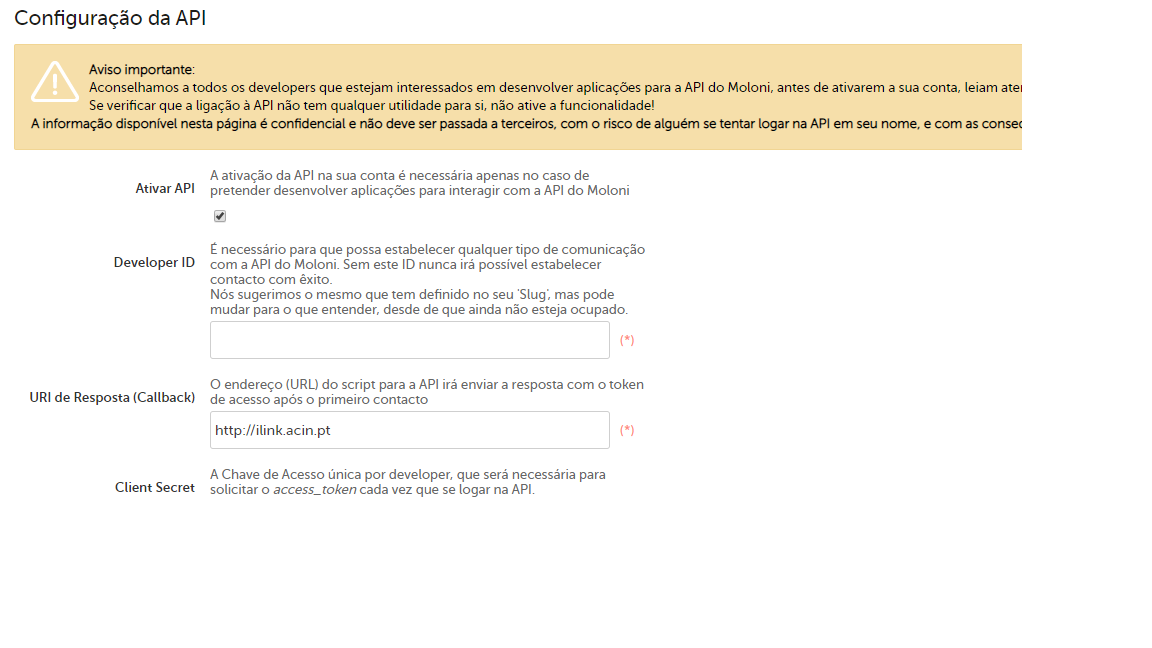 Configuração da API
Aviso importante:
Aconselhamos a todos os developers que estejam interessados em desenvolver aplicações para a API do Moloni, antes de ativarem a sua conta, leiam aten
Se verificar que a ligação à API não tem qualquer utilidade para si, não ative a funcionalidade!
A informação disponível nesta página é confidencial e não deve ser passada a terceiros, com o risco de alguém se tentar logar na API em seu nome, e com as conseq
Ativar API
A ativação da API na sua conta é necessária apenas no caso de
pretender desenvolver aplicações para interagir com a API do Moloni
Developer ID
É necessário para que possa estabelecer qualquer tipo de comunicação
com a API do Moloni. Sem este ID nunca irá possível estabelecer
contacto com êxito.
Nós sugerimos o mesmo que tem definido no seu 'Slug', mas pode
mudar para o que entender, desde de que ainda não esteja ocupado.
(*)
URI de Resposta (Callback)
O endereço (URL) do script para a API irá enviar a resposta com o token
de acesso após o primeiro contacto
http://ilink.acin.pt (*)
Client Secret
A Chave de Acesso única por developer, que será necessária para
solicitar o access_token cada vez que se logar na API.